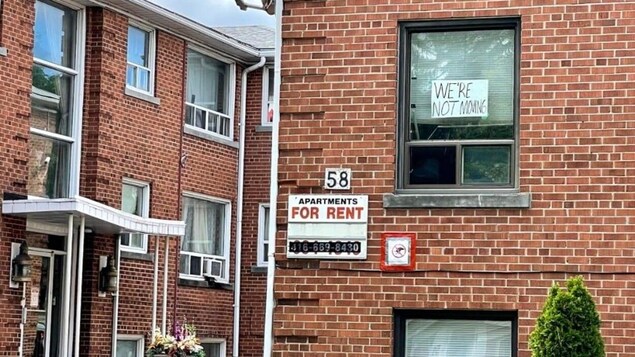 WE'RE
NOT MOVING
58
APARTMENTS
FOR RENT
416-669-8430